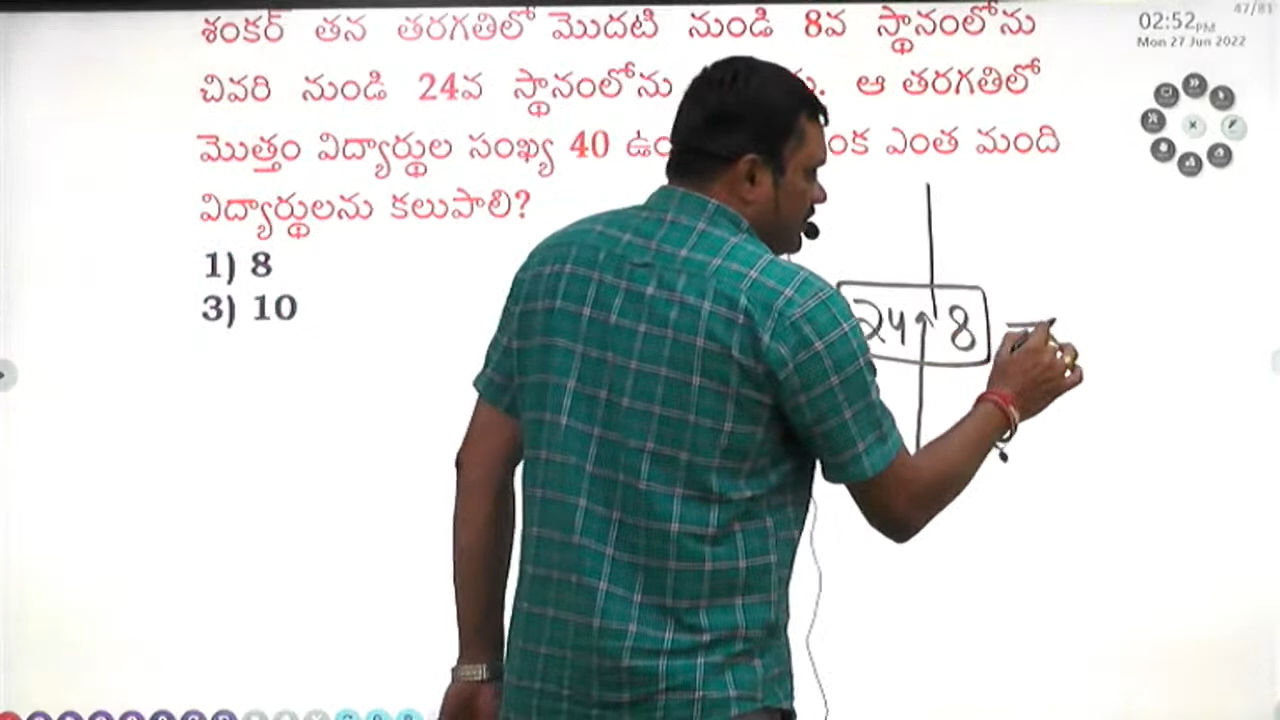 శంకర్ తన తరగతిలో మొదటి నుండి 8వ స్థానంలోను
చివరి నుండి 24వ స్థానంలోను
ఆ తరగతిలో
మొత్తం విద్యార్థుల సంఖ్య 40
ఎంత మంది
విద్యార్థులను కలుపాలి?
1) 8
3) 10
24 8
02:52PM
Mon 27 Jun 2022
47/81